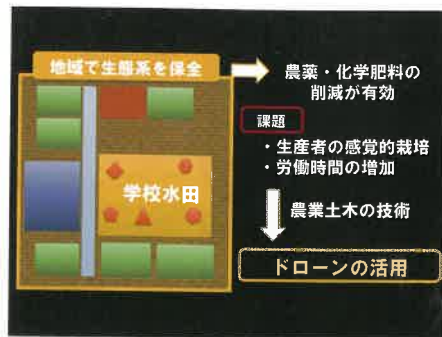 地域で生態系を保全
農薬・化学肥料の
削減が有効
課題
・生産者の感覚的栽培
・労働時間の増加
学校水田
農業土木の技術
ドローンの活用